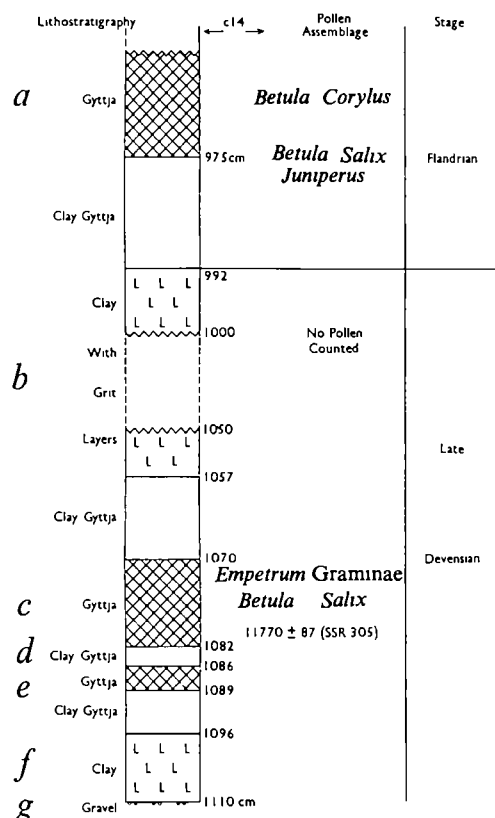 Lithostratigraphy c14 Pollen Assemblage Stage
a Gyttja Betula Corylus
975cm Betula Salix
Juniperus Flandrian
Clay Gyttja
992
L L L
Clay L L
L L L
1000
With No Pollen
Counted
b
Grit
1050
Layers L L L Late
L L
1057
Clay Gyttja
1070 Devensian
Empetrum Graminae
c Gyttja Betula Salix
11770 ± 87 (SSR 305)
1082
d Clay Gyttja
1086
Gyttja
e 1089
Clay Gyttja
1096
L L L
f Clay L L
L L L
g Gravel 1110 cm